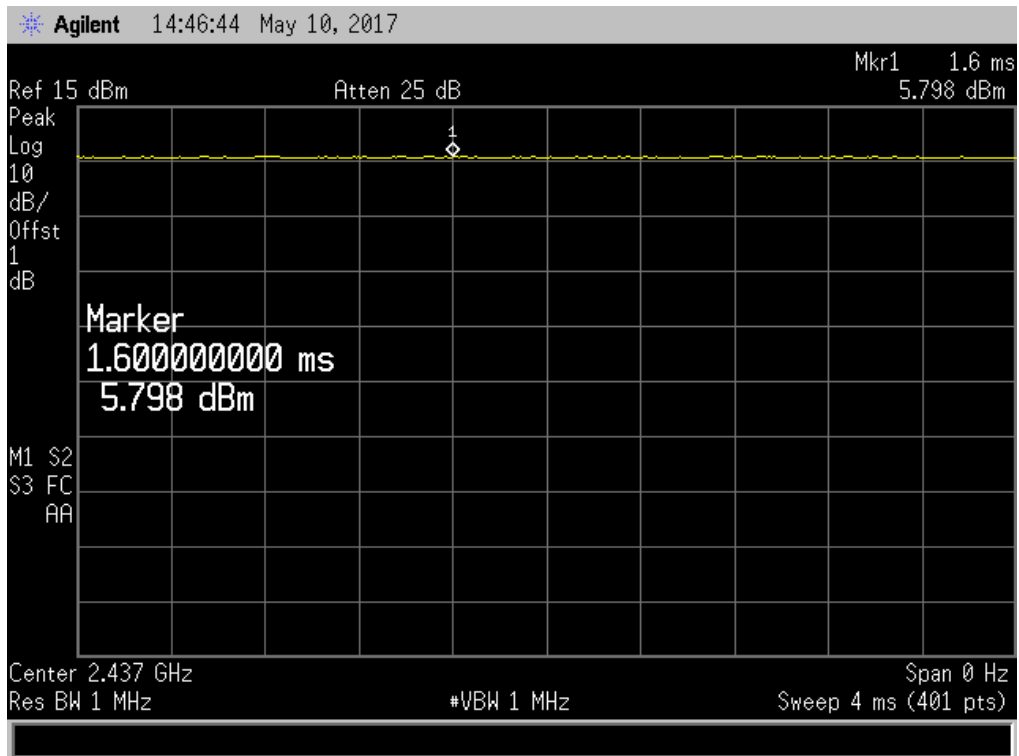 Agilent 14:46:44 May 10, 2017
Mkr1 1.6 ms
Ref 15 dBm Atten 25 dB 5.798 dBm
Peak
Log
10
dB/
Offst
1
dB
1
Marker
1.600000000 ms
5.798 dBm
M1 S2
S3 FC
AA
Center 2.437 GHz Span 0 Hz
Res BW 1 MHz #VBW 1 MHz Sweep 4 ms (401 pts)